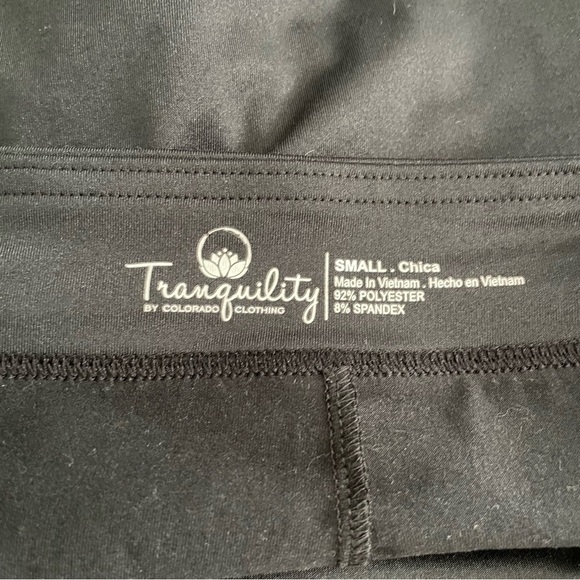 Tranquility
BY COLORADO CLOTHING
SMALL . Chica
Made In Vietnam . Hecho en Vietnam
92% POLYESTER
8% SPANDEX